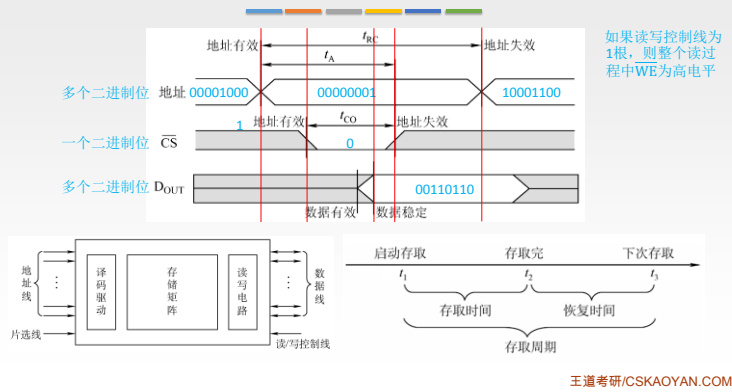 如果读写控制线为
1根，则整个读过
程中WE为高电平
地址有效
tRC
地址失效
tA
多个二进制位 地址 00001000 00000001 10001100
1 地址有效 tCO 地址失效
一个二进制位 CS 0
多个二进制位 DOUT 00110110
数据有效 数据稳定
地址线
⋮
译码驱动
存储矩阵
读写电路
⋮
数据线
片选线
读/写控制线
启动存取 存取完 下次存取
t1 t2 t3
存取时间 恢复时间
存取周期
王道考研/CSKAOYAN.COM